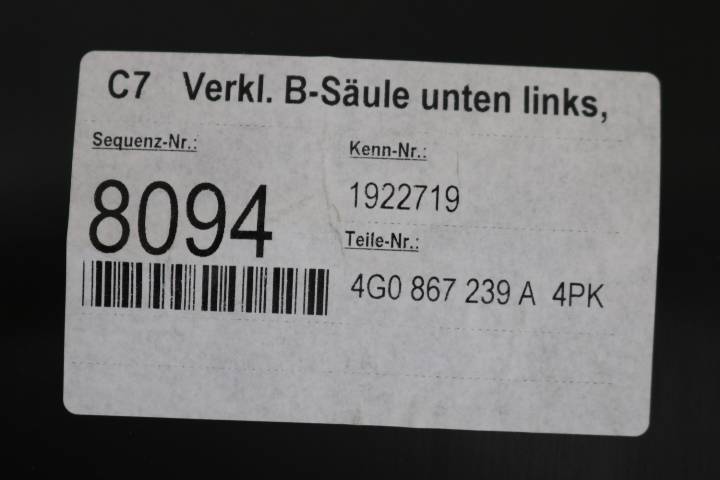 C7 Verkl. B-Säule unten links,
Sequenz-Nr.:
8094
Kenn-Nr.:
1922719
Teile-Nr.:
4G0 867 239 A 4PK